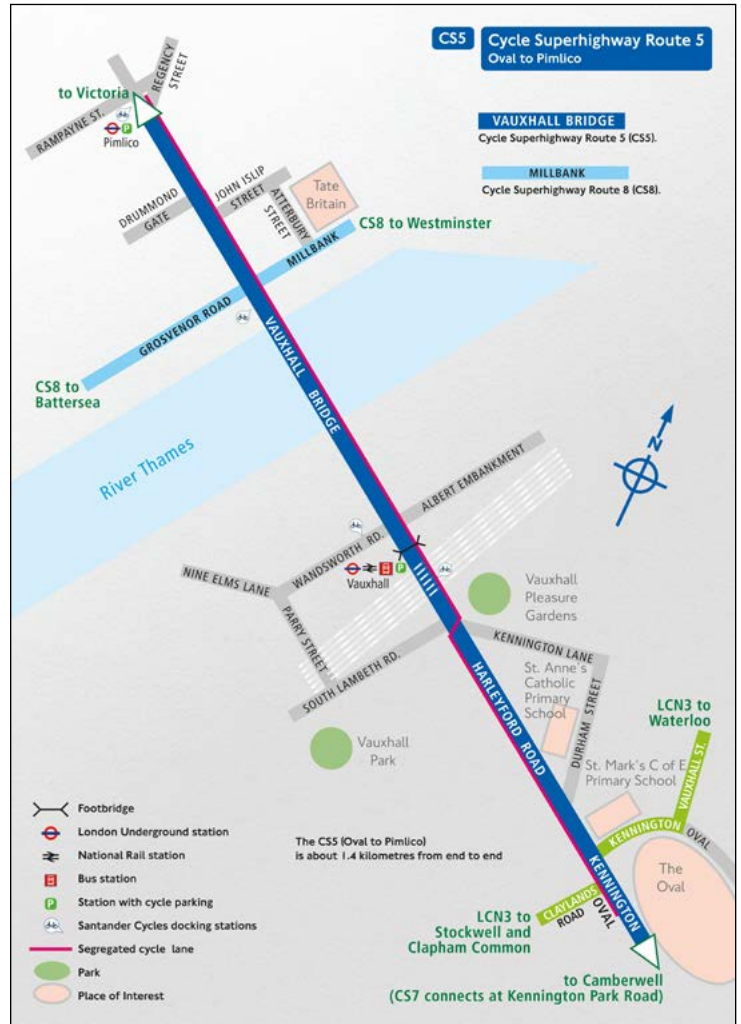 CS5
Cycle Superhighway Route 5
Oval to Pimlico
VAUXHALL BRIDGE
Cycle Superhighway Route 5 (CS5).
MILLBANK
Cycle Superhighway Route 8 (CS8).
to Victoria
REGENCY
STREET
RAMPAYNE ST.
P
Pimlico
DRUMMOND
GATE
JOHN ISLIP
STREET
ATTERBURY
STREET
Tate
Britain
CS8 to Westminster
MILLBANK
GROSVENOR ROAD
CS8 to
Battersea
VAUXHALL BRIDGE
River Thames
N
ALBERT EMBANKMENT
WANDSWORTH RD.
NINE ELMS LANE
P
Vauxhall
PARRY STREET
Vauxhall
Pleasure
Gardens
SOUTH LAMBETH RD.
KENNINGTON LANE
HARLEYFORD ROAD
St. Anne's
Catholic
Primary
School
DURHAM STREET
LCN3 to
Waterloo
VAUXHALL ST.
Vauxhall
Park
St. Mark's C of E
Primary School
KENNINGTON
OVAL
The
Oval
KENNINGTON
OVAL
CLAYLANDS
ROAD
LCN3 to
Stockwell and
Clapham Common
to Camberwell
(CS7 connects at Kennington Park Road)
The CS5 (Oval to Pimlico)
is about 1.4 kilometres from end to end
Footbridge
London Underground station
National Rail station
Bus station
P
Station with cycle parking
Santander Cycles docking stations
Segregated cycle lane
Park
Place of Interest